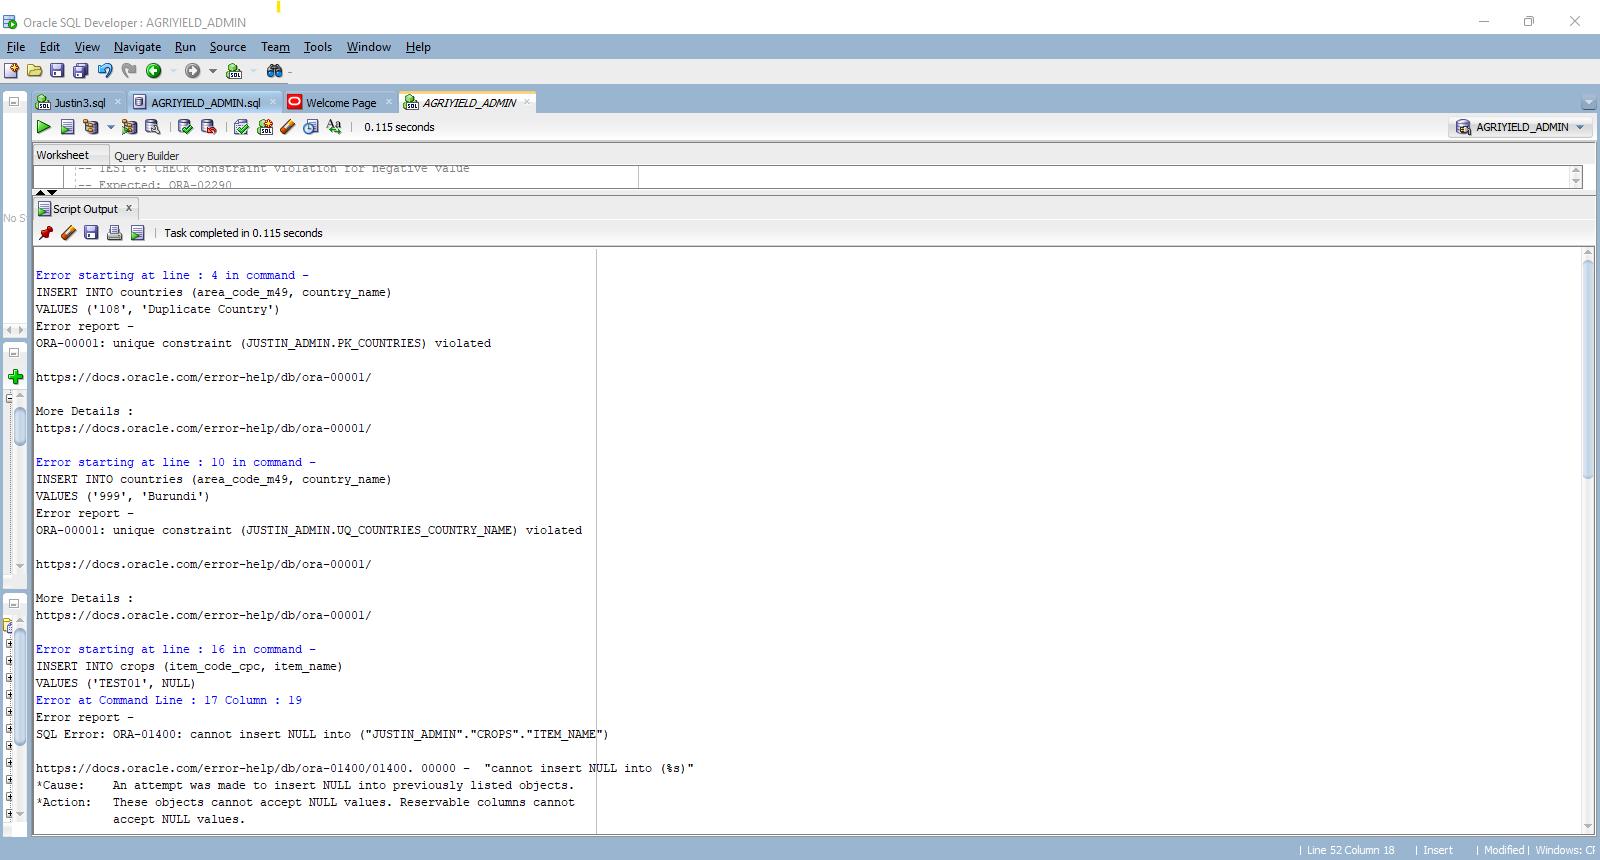 Oracle SQL Developer : AGRIYIELD_ADMIN
File Edit View Navigate Run Source Team Tools Window Help
Justin3.sql AGRIYIELD_ADMIN.sql Welcome Page AGRIYIELD_ADMIN
0.115 seconds AGRIYIELD_ADMIN
Worksheet Query Builder
-- TEST 6: CHECK constraint violation for negative value
-- Expected: ORA-02290
Script Output
No S
Task completed in 0.115 seconds
Error starting at line : 4 in command -
INSERT INTO countries (area_code_m49, country_name)
VALUES ('108', 'Duplicate Country')
Error report -
ORA-00001: unique constraint (JUSTIN_ADMIN.PK_COUNTRIES) violated
https://docs.oracle.com/error-help/db/ora-00001/
More Details :
https://docs.oracle.com/error-help/db/ora-00001/
Error starting at line : 10 in command -
INSERT INTO countries (area_code_m49, country_name)
VALUES ('999', 'Burundi')
Error report -
ORA-00001: unique constraint (JUSTIN_ADMIN.UQ_COUNTRIES_COUNTRY_NAME) violated
https://docs.oracle.com/error-help/db/ora-00001/
More Details :
https://docs.oracle.com/error-help/db/ora-00001/
Error starting at line : 16 in command -
INSERT INTO crops (item_code_cpc, item_name)
VALUES ('TEST01', NULL)
Error at Command Line : 17 Column : 19
Error report -
SQL Error: ORA-01400: cannot insert NULL into ("JUSTIN_ADMIN"."CROPS"."ITEM_NAME")
https://docs.oracle.com/error-help/db/ora-01400/01400. 00000 - "cannot insert NULL into (%s)"
*Cause: An attempt was made to insert NULL into previously listed objects.
*Action: These objects cannot accept NULL values. Reservable columns cannot
accept NULL values.
| Line 52 Column 18 | Insert | Modified | Windows: CF